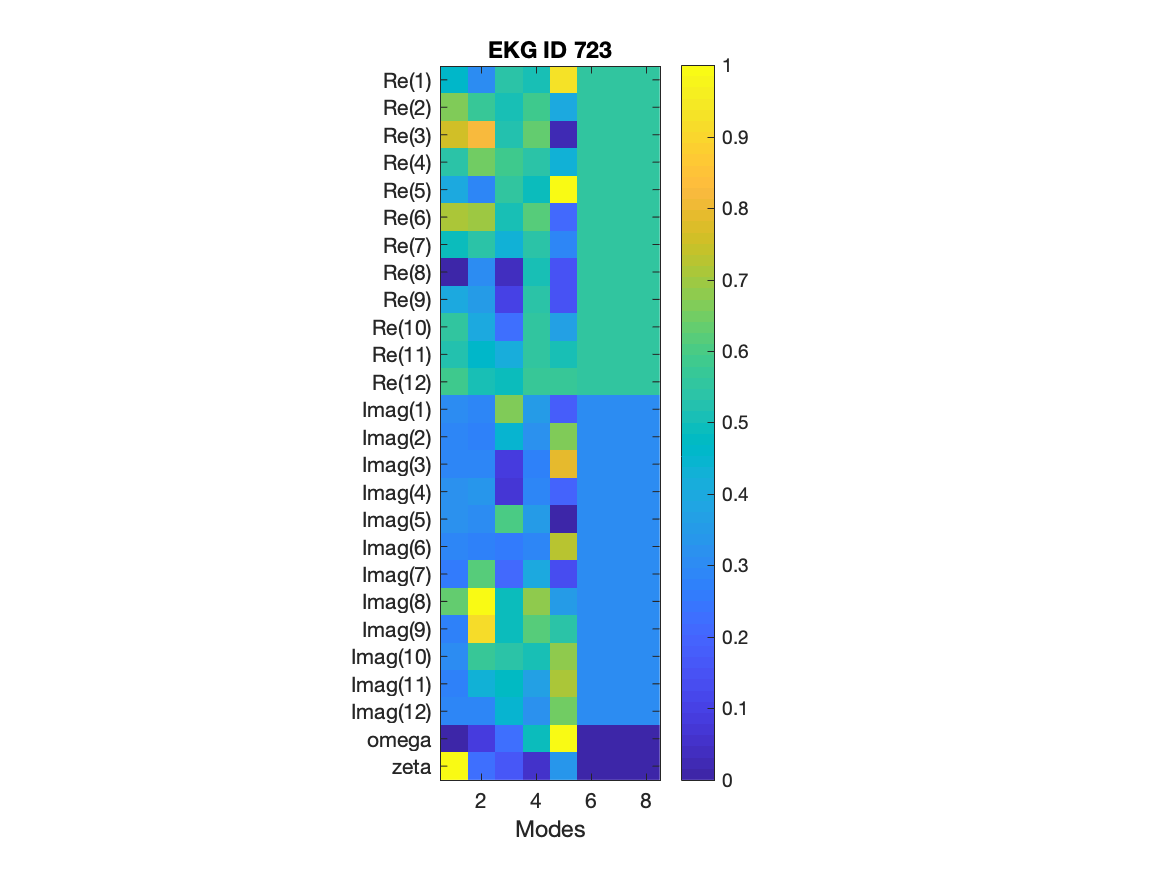 EKG ID 723
Re(1)
Re(2)
Re(3)
Re(4)
Re(5)
Re(6)
Re(7)
Re(8)
Re(9)
Re(10)
Re(11)
Re(12)
Imag(1)
Imag(2)
Imag(3)
Imag(4)
Imag(5)
Imag(6)
Imag(7)
Imag(8)
Imag(9)
Imag(10)
Imag(11)
Imag(12)
omega
zeta
2 4 6 8
Modes
1
0.9
0.8
0.7
0.6
0.5
0.4
0.3
0.2
0.1
0